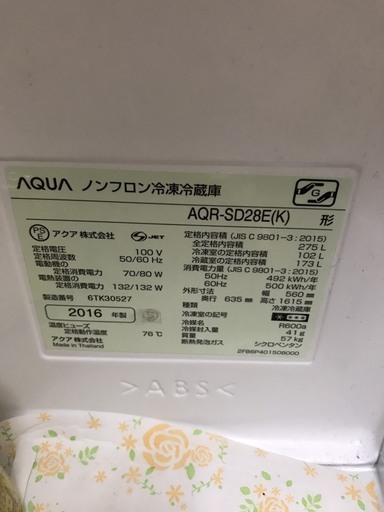 AQUA ノンフロン冷凍冷蔵庫
AQR-SD28E(K) 形
G
PS E アクア株式会社 JET
定格電圧 100 V
定格周波数 50/60 Hz
電動機の
定格消費電力 70/80 W
電熱装置の
定格消費電力 132/132 W
製造番号 6TK30527
2016 年製
温度ヒューズ
定格動作温度 76℃
アクア株式会社
Made in Thailand
定格内容積 (JIS C 9801-3 : 2015)
全定格内容積 275 L
冷凍室の定格内容積 102 L
冷蔵室の定格内容積 173 L
消費電力量 (JIS C 9801-3 : 2015)
50Hz 492 kWh/年
60Hz 500 kWh/年
外形寸法 幅 560 ㎜
奥行 635 ㎜ 高さ 1615 ㎜
種類 冷凍冷蔵庫
冷凍室の記号
冷媒 R600a
冷媒封入量 41 g
質量 57 kg
断熱発泡ガス シクロペンタン
2FB6P401506000
>ABS<